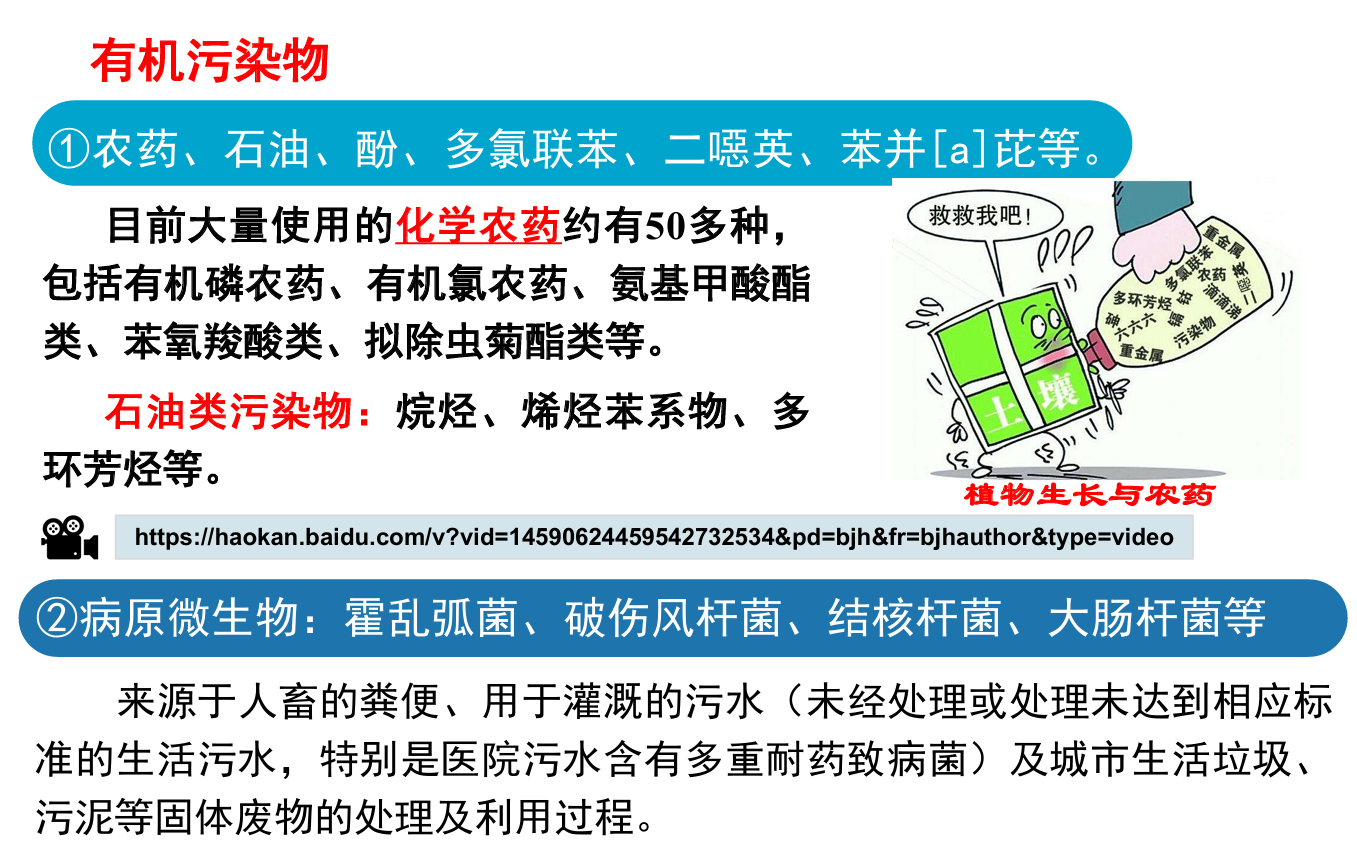 有机污染物
①农药、石油、酚、多氯联苯、二噁英、苯并[a]芘等。
目前大量使用的化学农药约有50多种，
包括有机磷农药、有机氯农药、氨基甲酸酯
类、苯氧羧酸类、拟除虫菊酯类等。
石油类污染物：烷烃、烯烃苯系物、多
环芳烃等。
救救我吧!
重金属
多氯联苯
农药
二噁英
多环芳烃
钴
滴滴涕
砷
六六六
镉
污染物
重金属
土壤
植物生长与农药
https://haokan.baidu.com/v?vid=14590624459542732534&pd=bjh&fr=bjhauthor&type=video
②病原微生物：霍乱弧菌、破伤风杆菌、结核杆菌、大肠杆菌等
来源于人畜的粪便、用于灌溉的污水（未经处理或处理未达到相应标
准的生活污水，特别是医院污水含有多重耐药致病菌）及城市生活垃圾、
污泥等固体废物的处理及利用过程。